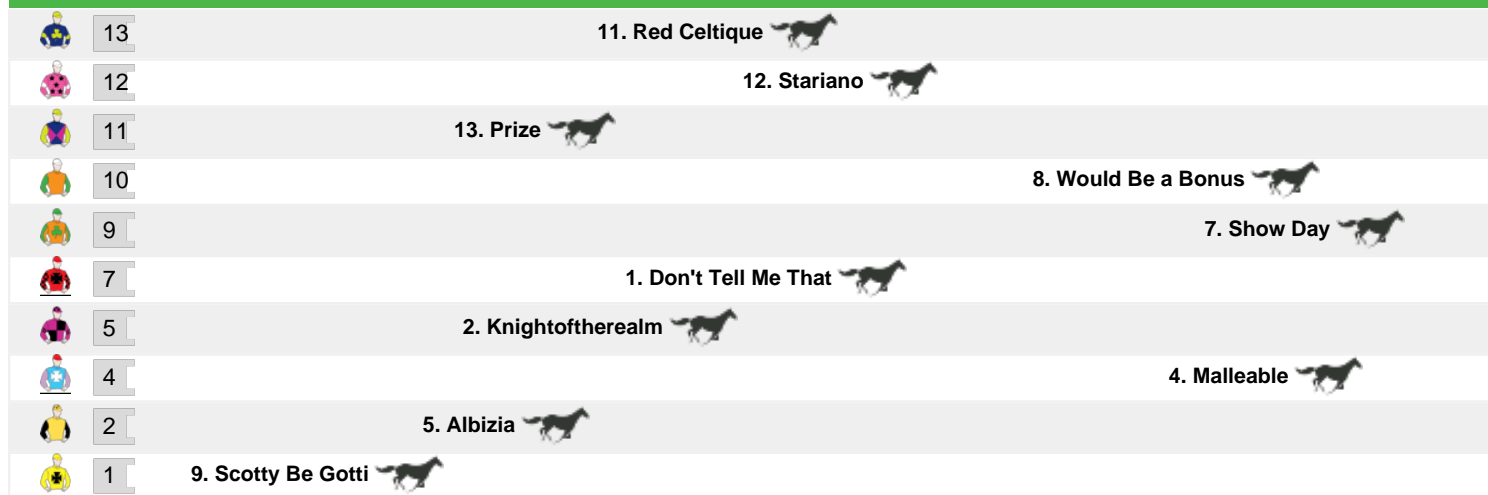 13 11. Red Celtique
12 12. Stariano
11 13. Prize
10 8. Would Be a Bonus
9 7. Show Day
7 1. Don't Tell Me That
5 2. Knightoftherealm
4 4. Malleable
2 5. Albizia
1 9. Scotty Be Gotti